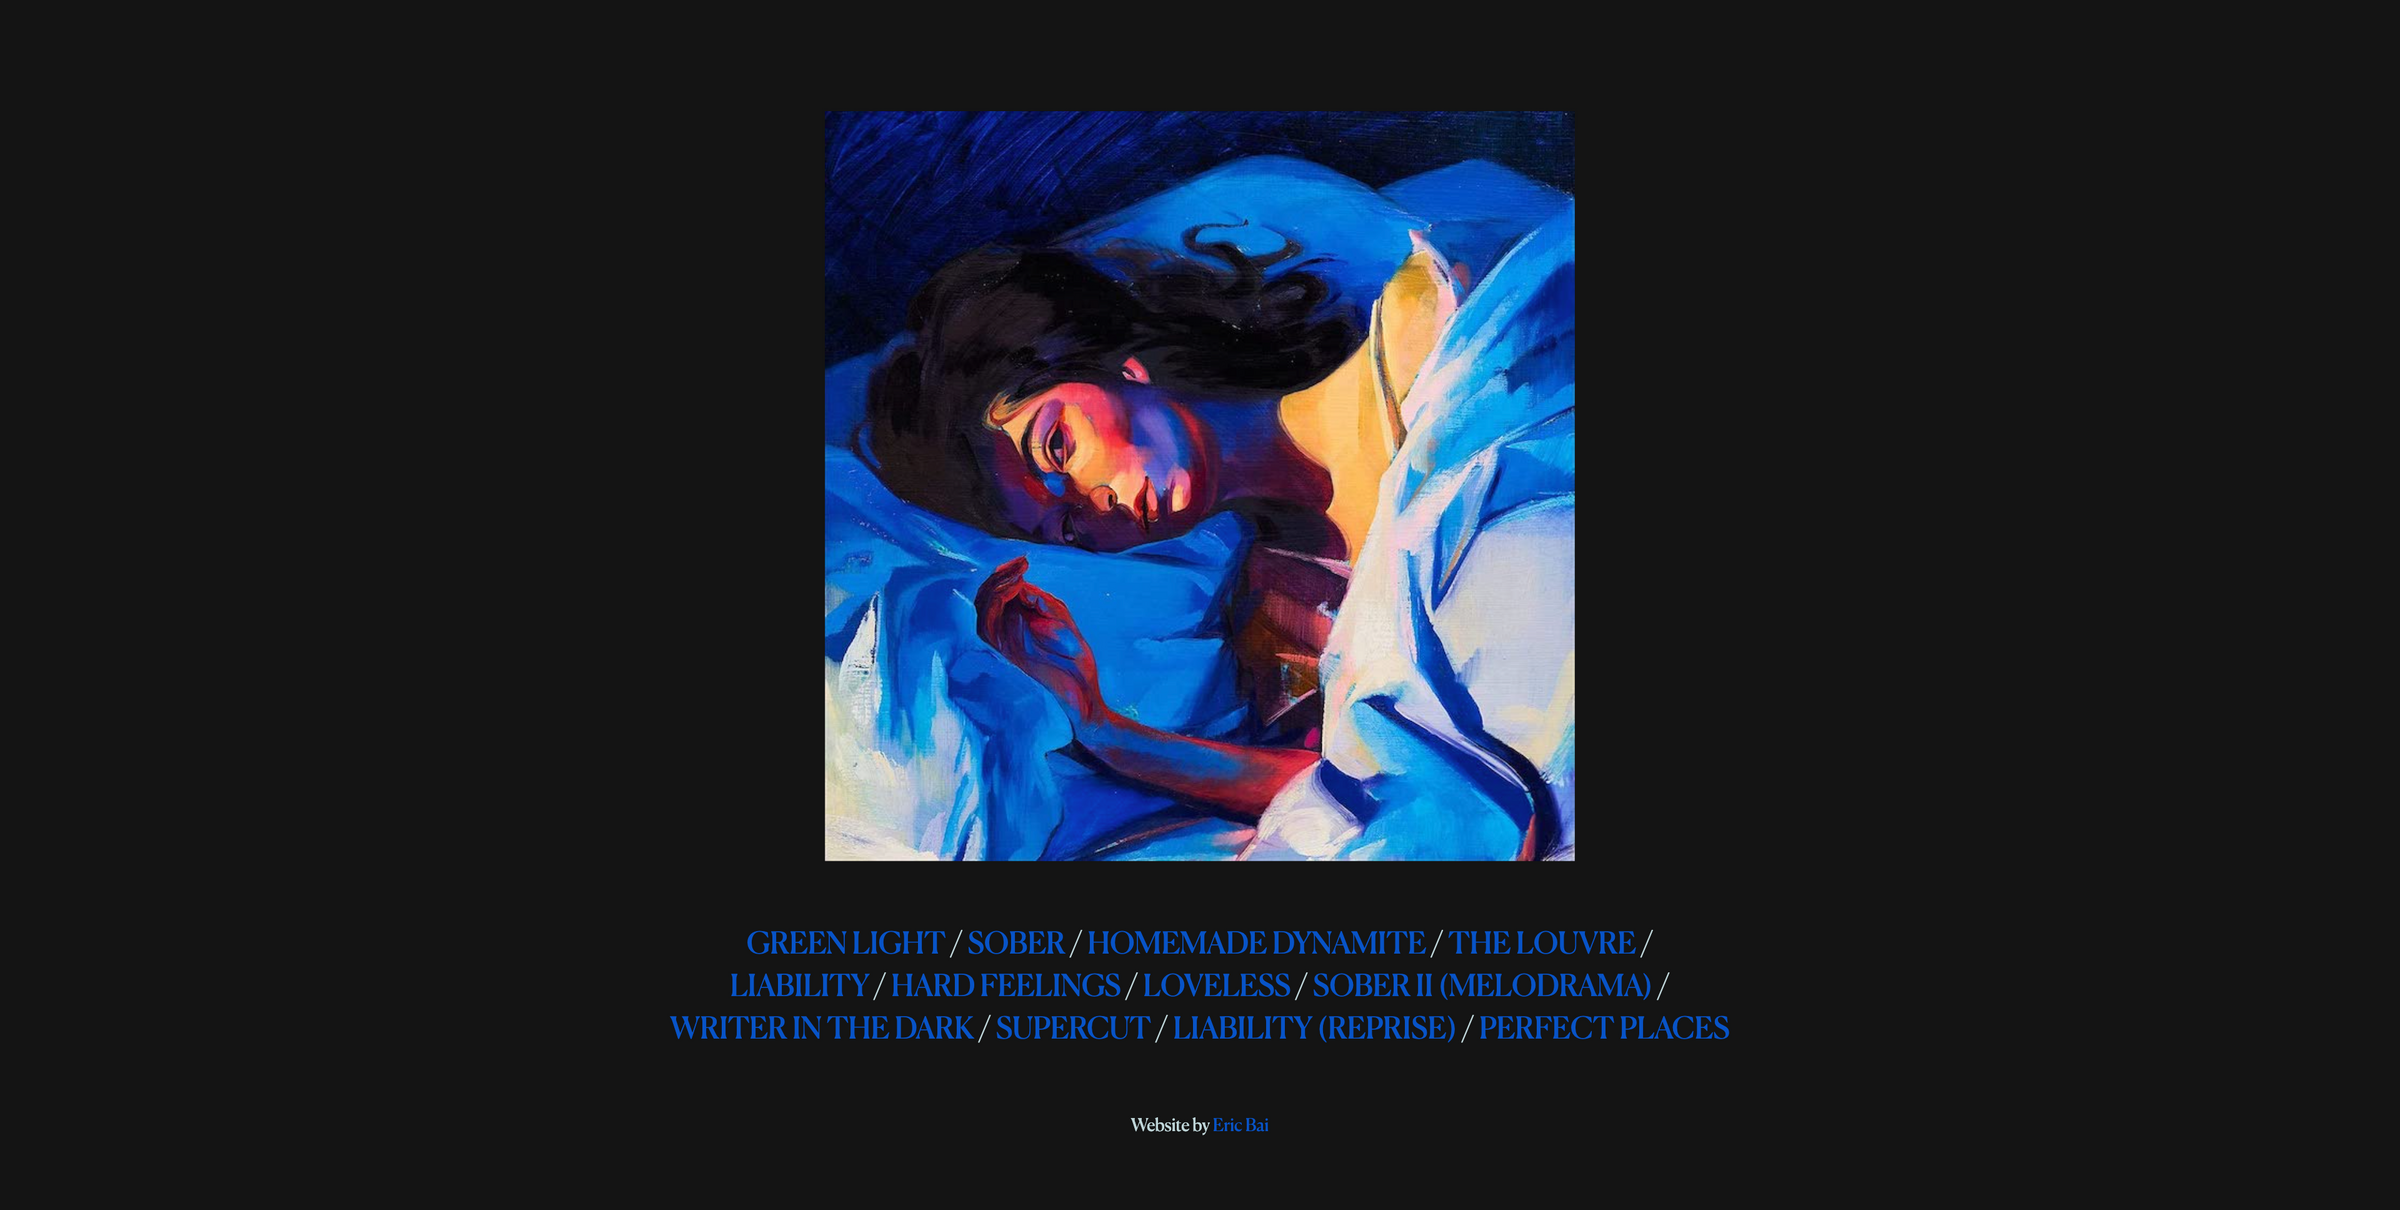 GREEN LIGHT / SOBER / HOMEMADE DYNAMITE / THE LOUVRE /
LIABILITY / HARD FEELINGS / LOVELESS / SOBER II (MELODRAMA) /
WRITER IN THE DARK / SUPERCUT / LIABILITY (REPRISE) / PERFECT PLACES
Website by Eric Bai